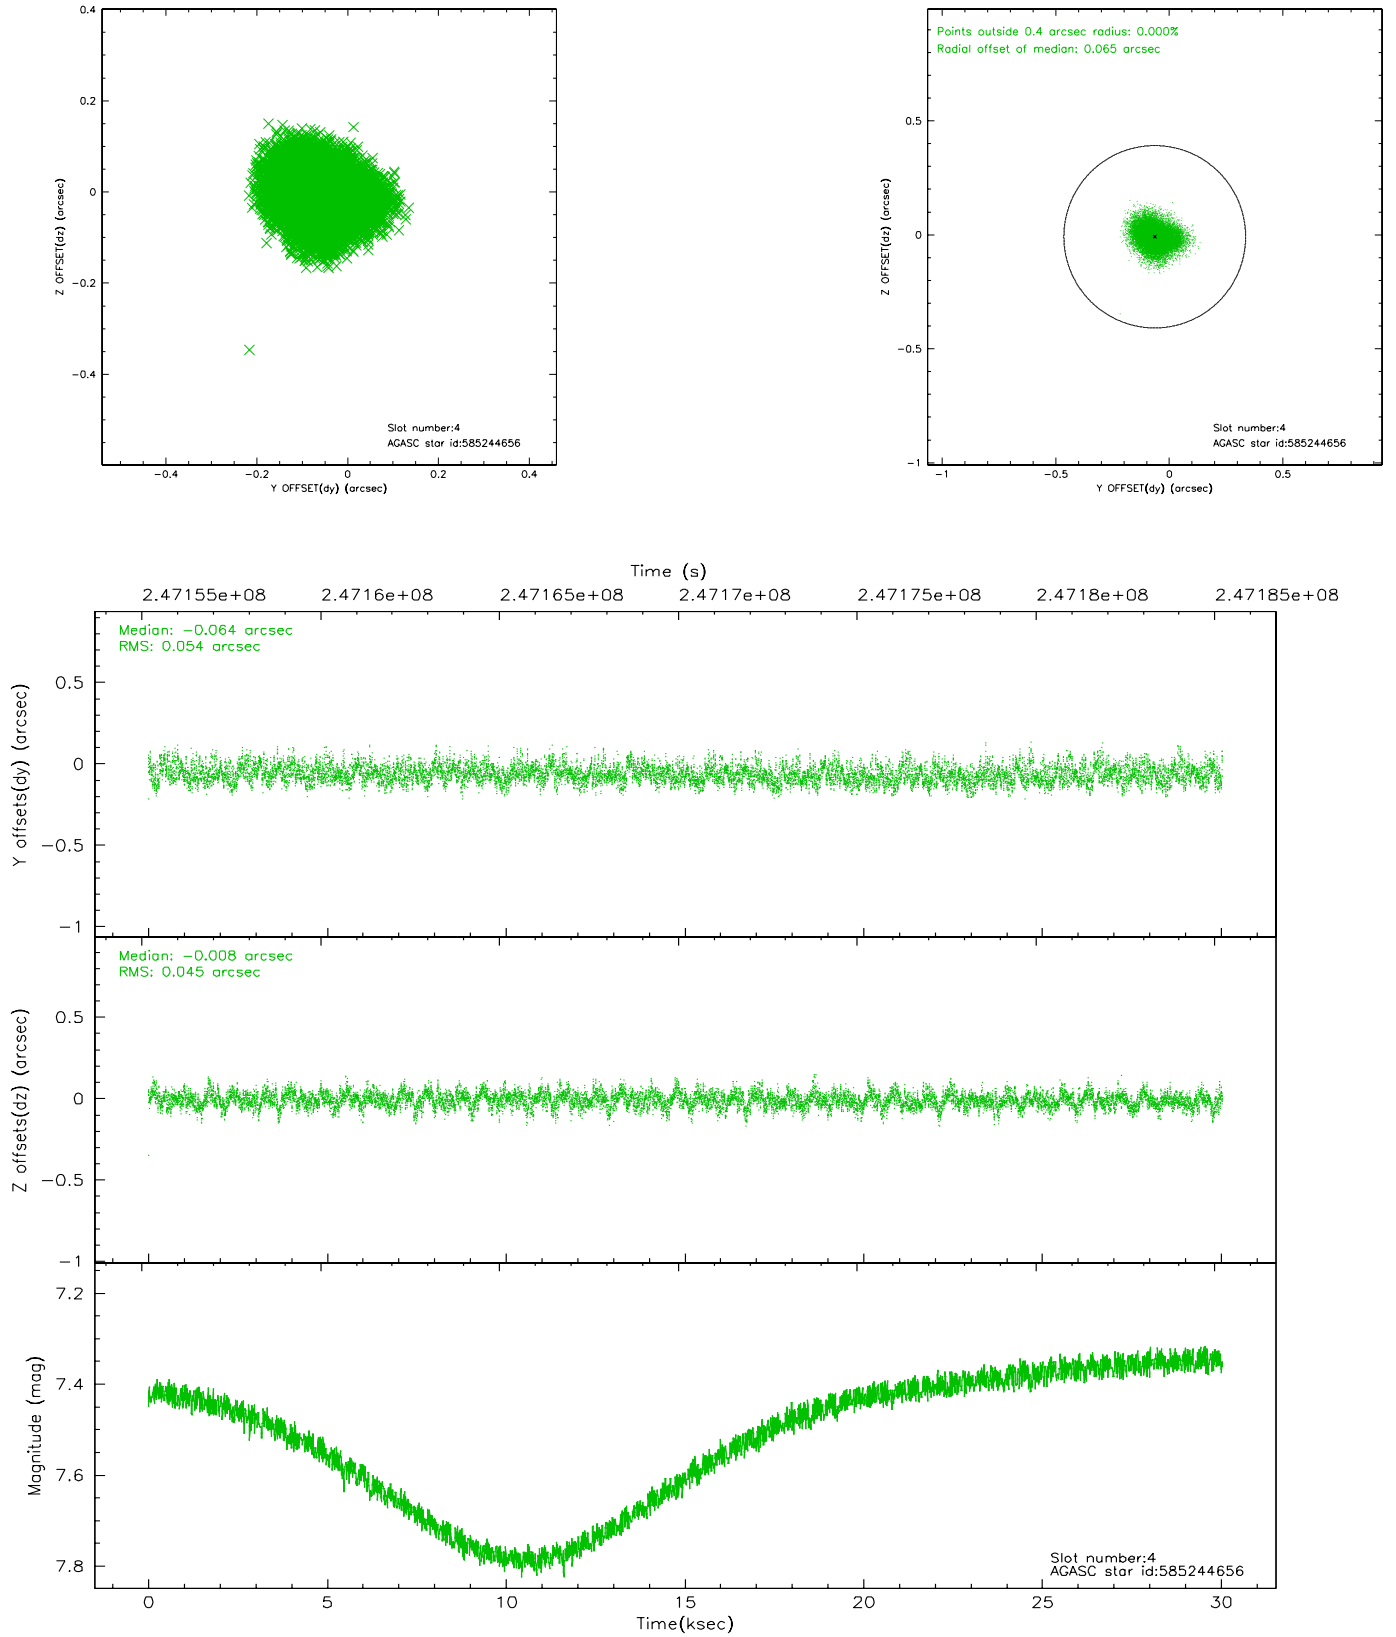 0.4
0.2
0
−0.2
−0.4
Z OFFSET(dz) (arcsec)
Slot number:4
AGASC star id:585244656
−0.4 −0.2 0 0.2 0.4
Y OFFSET(dy) (arcsec)
Points outside 0.4 arcsec radius: 0.000%
Radial offset of median: 0.065 arcsec
0.5
0
−0.5
−1
Z OFFSET(dz) (arcsec)
Slot number:4
AGASC star id:585244656
−1 −0.5 0 0.5
Y OFFSET(dy) (arcsec)
Time (s)
2.47155e+08 2.4716e+08 2.47165e+08 2.4717e+08 2.47175e+08 2.4718e+08 2.47185e+08
Median: −0.064 arcsec
RMS: 0.054 arcsec
0.5
0
−0.5
−1
Y offsets(dy) (arcsec)
Median: −0.008 arcsec
RMS: 0.045 arcsec
0.5
0
−0.5
−1
Z offsets(dz) (arcsec)
7.2
7.4
7.6
7.8
Magnitude (mag)
Slot number:4
AGASC star id:585244656
0 5 10 15 20 25 30
Time(ksec)